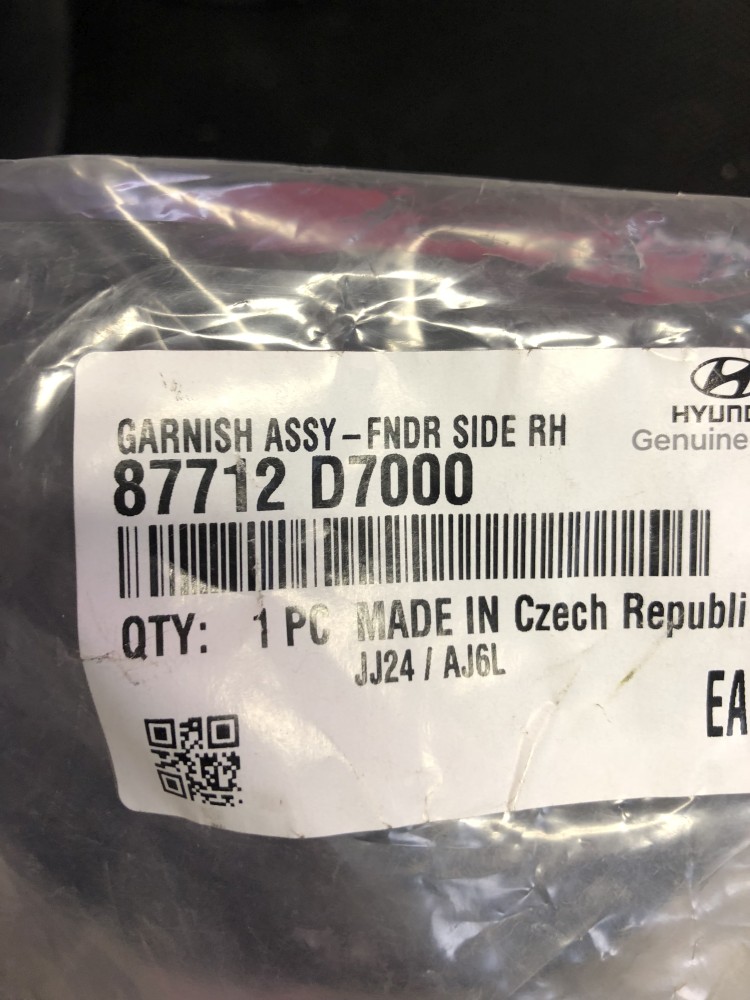 HYUND
Genuine
GARNISH ASSY-FNDR SIDE RH
87712 D7000
QTY: 1 PC MADE IN Czech Republi
JJ24 / AJ6L
EA